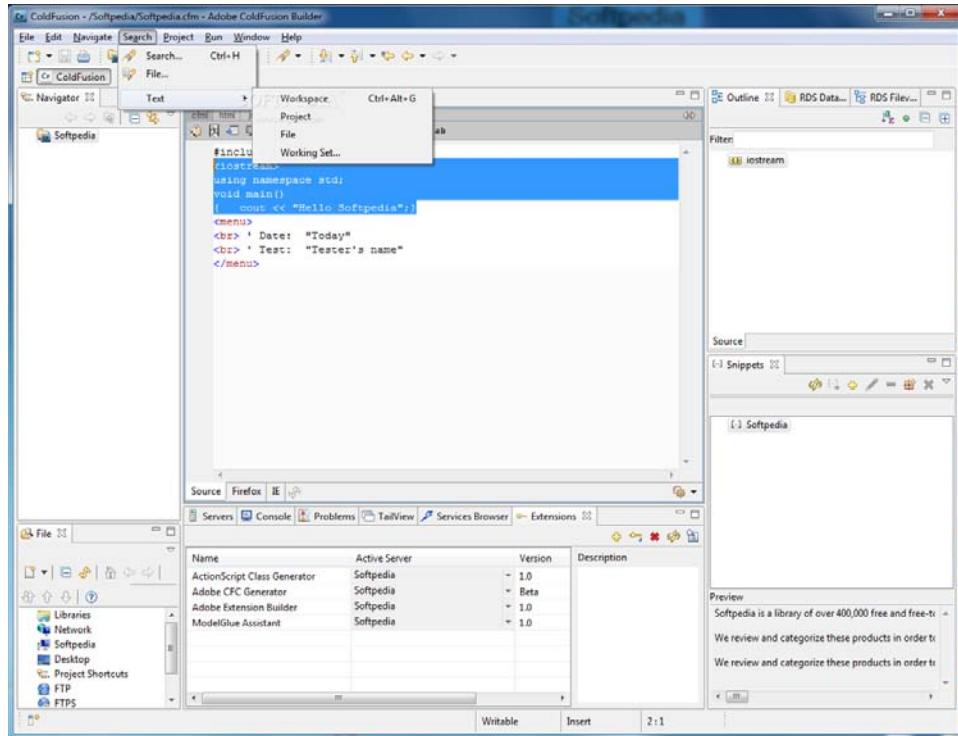 ColdFusion - /Softpedia/Softpedia.cfm - Adobe ColdFusion Builder
Softpedia
File Edit Navigate Search Project Run Window Help
Search... Ctrl+H
File...
Text
Workspace Ctrl+Alt+G
Project
File
Working Set...
Cf ColdFusion
Navigator
Softpedia
cfml html
#inclu
<iostream>
using namespace std;
void main()
{ cout << "Hello Softpedia";}
<menu>
<br> ' Date: "Today"
<br> ' Test: "Tester's name"
</menu>
Source Firefox IE
Outline RDS Data... RDS Filev...
Filter:
iostream
Source
Snippets
Softpedia
Preview
Softpedia is a library of over 400,000 free and free-to
We review and categorize these products in order to
We review and categorize these products in order to
File
Libraries
Network
Softpedia
Desktop
Project Shortcuts
FTP
FTPS
Servers Console Problems TailView Services Browser Extensions
Name Active Server Version Description
ActionScript Class Generator Softpedia 1.0
Adobe CFC Generator Softpedia Beta
Adobe Extension Builder Softpedia 1.0
ModelGlue Assistant Softpedia 1.0
Writable Insert 2:1